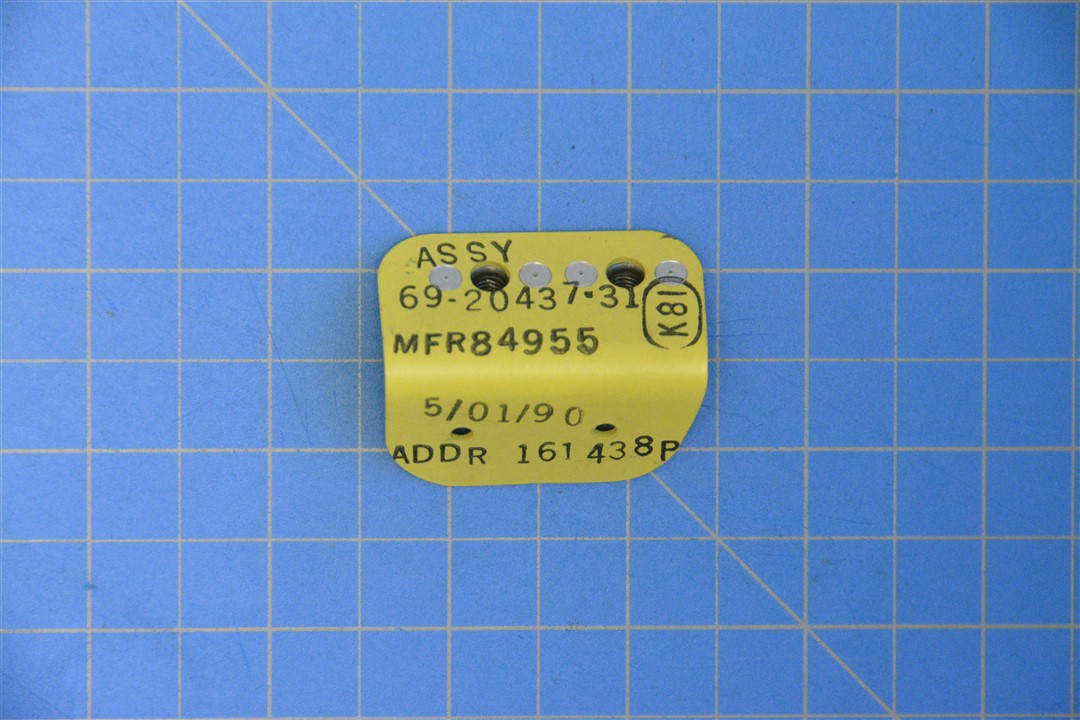 ASSY
69-20437-31
K81
MFR84955
5/01/90
ADDR 161438P